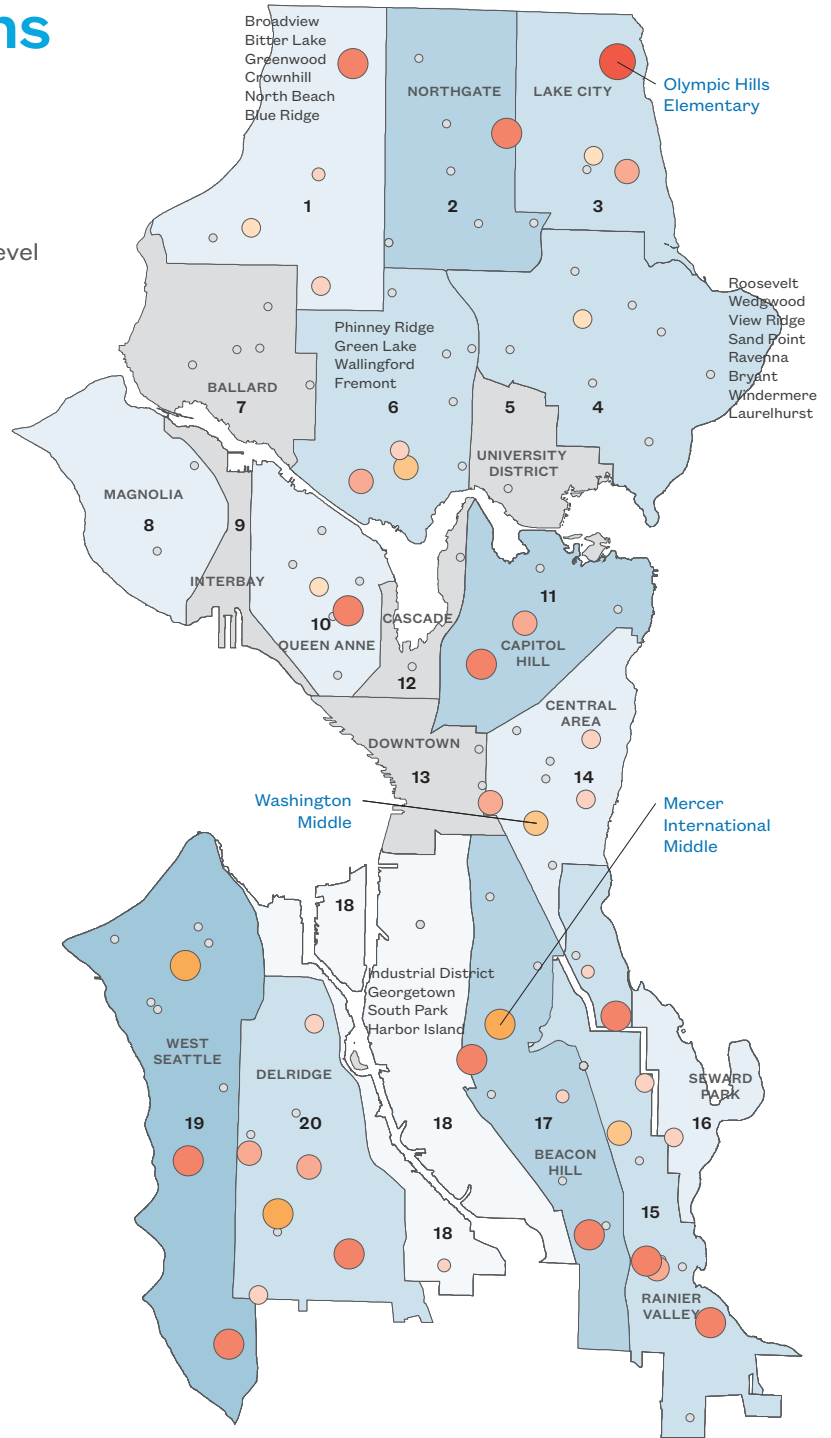 ns
Broadview
Bitter Lake
Greenwood
Crownhill
North Beach
Blue Ridge
NORTHGATE
LAKE CITY
Olympic Hills
Elementary
1
2
3
evel
Roosevelt
Wedgwood
View Ridge
Sand Point
Ravenna
Bryant
Windermere
Laurelhurst
Phinney Ridge
Green Lake
Wallingford
Fremont
BALLARD
7
6
5
4
UNIVERSITY
DISTRICT
MAGNOLIA
8
9
INTERBAY
10
QUEEN ANNE
CASCADE
12
11
CAPITOL
HILL
CENTRAL
AREA
14
DOWNTOWN
13
Washington
Middle
Mercer
International
Middle
18
Industrial District
Georgetown
South Park
Harbor Island
WEST
SEATTLE
19
DELRIDGE
20
18
17
BEACON
HILL
SEWARD
PARK
16
15
18
RAINIER
VALLEY